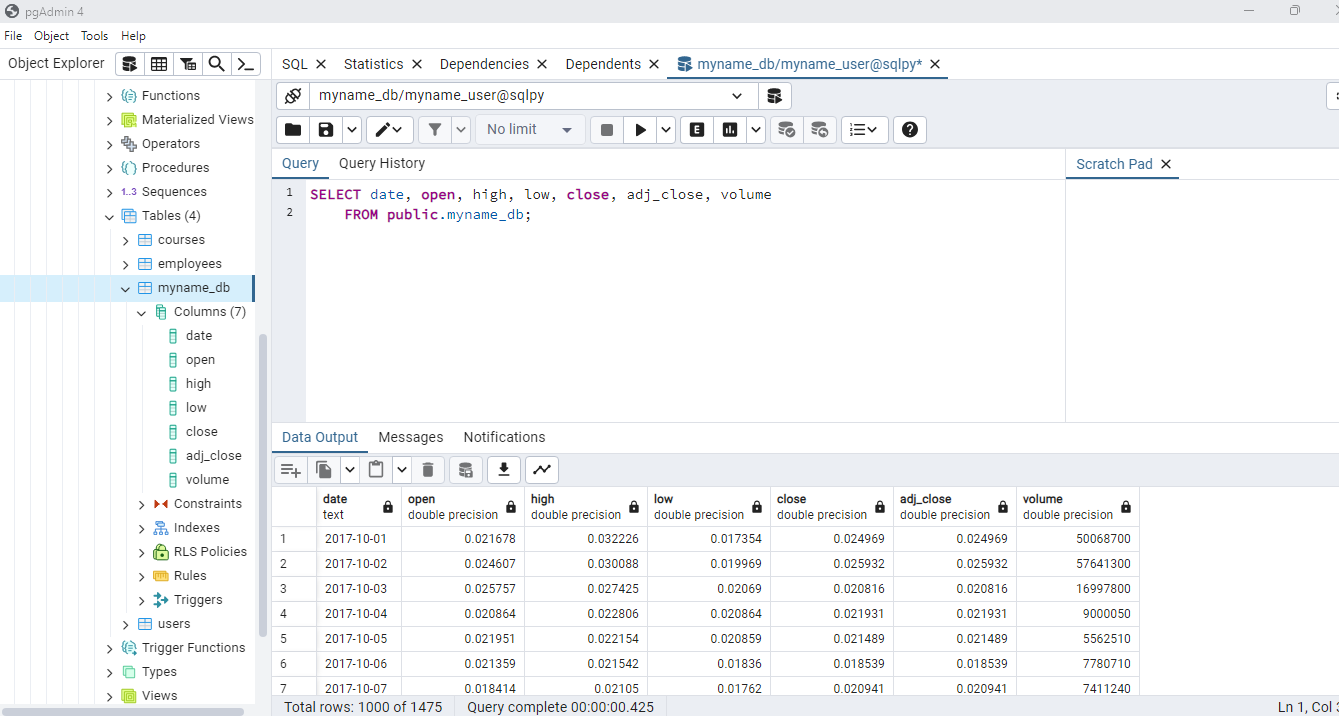 pgAdmin 4
File Object Tools Help
Object Explorer
SQL Statistics Dependencies Dependents myname_db/myname_user@sqlpy*
Functions
Materialized Views
Operators
Procedures
1..3 Sequences
Tables (4)
courses
employees
myname_db
Columns (7)
date
open
high
low
close
adj_close
volume
Constraints
Indexes
RLS Policies
Rules
Triggers
users
Trigger Functions
Types
Views
myname_db/myname_user@sqlpy
No limit
E
Query Query History
Scratch Pad
1 SELECT date, open, high, low, close, adj_close, volume
2 FROM public.myname_db;
Data Output Messages Notifications
date open high low close adj_close volume
text double precision double precision double precision double precision double precision double precision
1 2017-10-01 0.021678 0.032226 0.017354 0.024969 0.024969 50068700
2 2017-10-02 0.024607 0.030088 0.019969 0.025932 0.025932 57641300
3 2017-10-03 0.025757 0.027425 0.02069 0.020816 0.020816 16997800
4 2017-10-04 0.020864 0.022806 0.020864 0.021931 0.021931 9000050
5 2017-10-05 0.021951 0.022154 0.020859 0.021489 0.021489 5562510
6 2017-10-06 0.021359 0.021542 0.01836 0.018539 0.018539 7780710
7 2017-10-07 0.018414 0.02105 0.01762 0.020941 0.020941 7411240
Total rows: 1000 of 1475 Query complete 00:00:00.425 Ln 1, Col